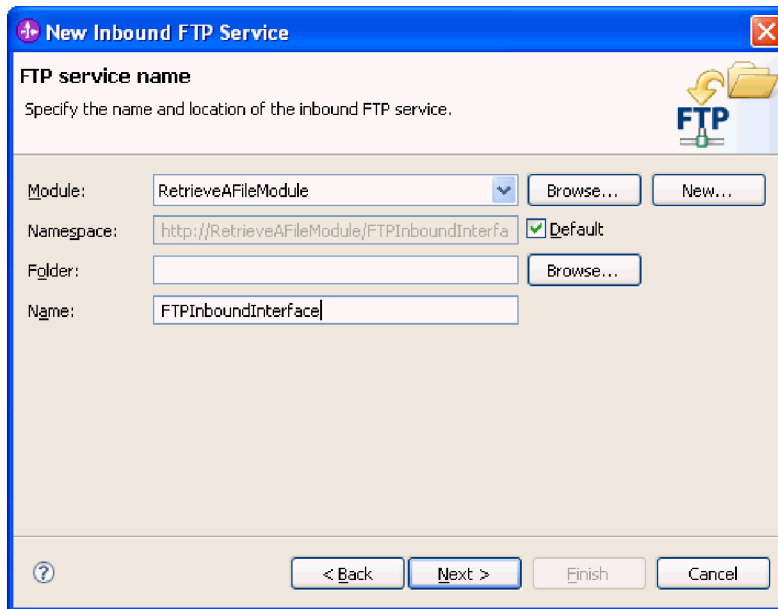 New Inbound FTP Service
FTP service name
Specify the name and location of the inbound FTP service.
FTP
Module: RetrieveAFileModule Browse... New...
Namespace: http://RetrieveAFileModule/FTPInboundInterfa Default
Folder: Browse...
Name: FTPInboundInterface
? < Back Next > Finish Cancel